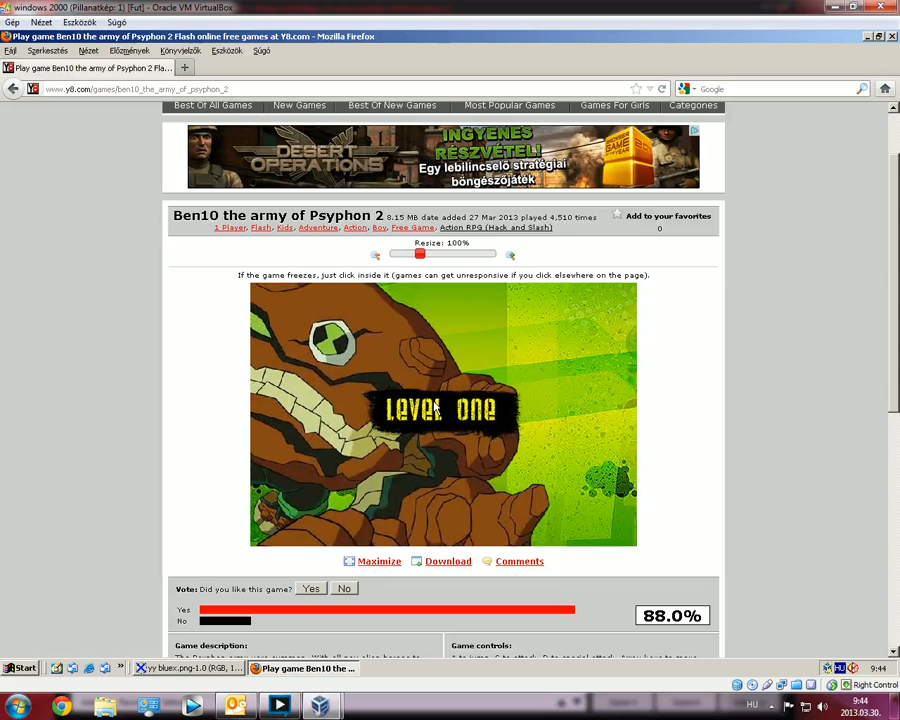 windows 2000 (Pillanatkép: 1) [Fut] - Oracle VM VirtualBox
Gép Nézet Eszközök Súgó
Play game Ben10 the army of Psyphon 2 Flash online free games at Y8.com - Mozilla Firefox
Fájl Szerkesztés Nézet Előzmények Könyvjelzők Eszközök Súgó
Play game Ben10 the army of Psyphon 2 Fla...
www.y8.com/games/ben10_the_army_of_psyphon_2
Google
Best Of All Games New Games Best Of New Games Most Popular Games Games For Girls Categories
DESERT OPERATIONS
INGYENES RÉSZVÉTEL!
Egy lebilincselő stratégiai
böngészőjáték
Ben10 the army of Psyphon 2 8.15 MB date added 27 Mar 2013 played 4,510 times
Add to your favorites
1 Player, Flash, Kids, Adventure, Action, Boy, Free Game, Action RPG (Hack and Slash)
0
Resize: 100%
If the game freezes, just click inside it (games can get unresponsive if you click elsewhere on the page).
LEVEL ONE
Maximize Download Comments
Vote: Did you like this game? Yes No
Yes
88.0%
No
Game description: Game controls:
Start
yy bluex.png-1.0 (RGB, 1...
Play game Ben10 the ...
HU
9:44
Right Control
HU
9:44
2013.03.30.